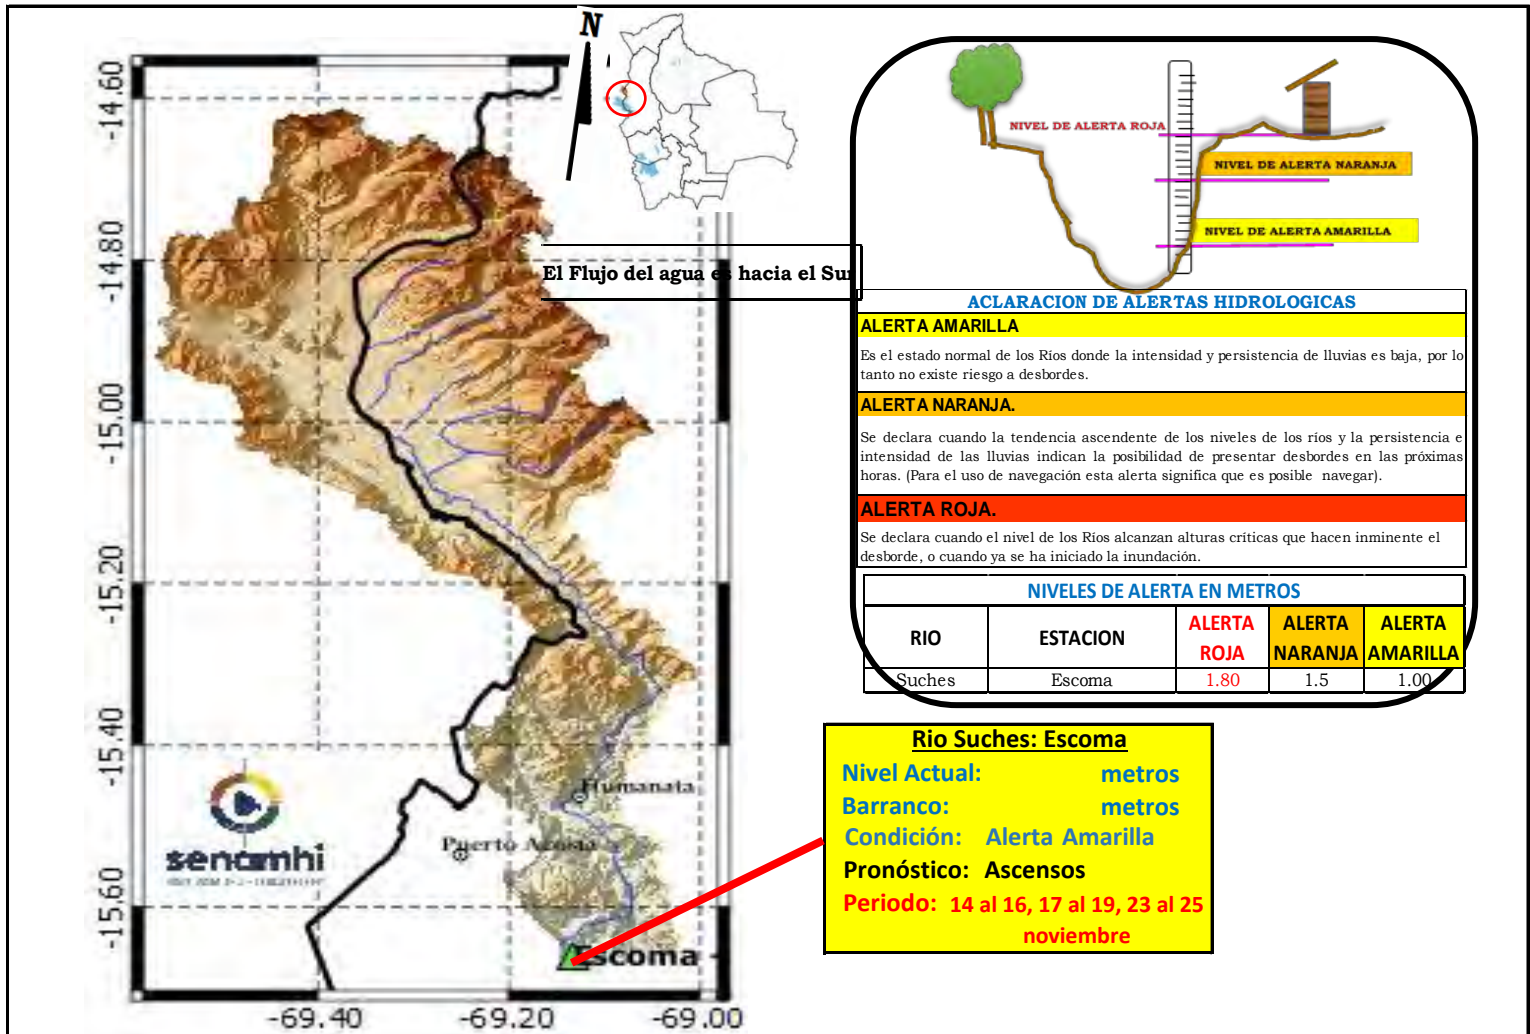 N
-14.60
-14.80
-15.00
-15.20
-15.40
-15.60
-69.40
-69.20
-69.00
El Flujo del agua es hacia el Sur
Humanata
Puerto Acosta
Escoma
senamhi
NIVEL DE ALERTA ROJA
NIVEL DE ALERTA NARANJA
NIVEL DE ALERTA AMARILLA
ACLARACION DE ALERTAS HIDROLOGICAS
ALERTA AMARILLA
Es el estado normal de los Ríos donde la intensidad y persistencia de lluvias es baja, por lo
tanto no existe riesgo a desbordes.
ALERTA NARANJA.
Se declara cuando la tendencia ascendente de los niveles de los ríos y la persistencia e
intensidad de las lluvias indican la posibilidad de presentar desbordes en las próximas
horas. (Para el uso de navegación esta alerta significa que es posible navegar).
ALERTA ROJA.
Se declara cuando el nivel de los Ríos alcanzan alturas críticas que hacen inminente el
desborde, o cuando ya se ha iniciado la inundación.
NIVELES DE ALERTA EN METROS
RIO ESTACION ALERTA ROJA ALERTA NARANJA ALERTA AMARILLA
Suches Escoma 1.80 1.5 1.00
Rio Suches: Escoma
Nivel Actual: metros
Barranco: metros
Condición: Alerta Amarilla
Pronóstico: Ascensos
Periodo: 14 al 16, 17 al 19, 23 al 25
noviembre